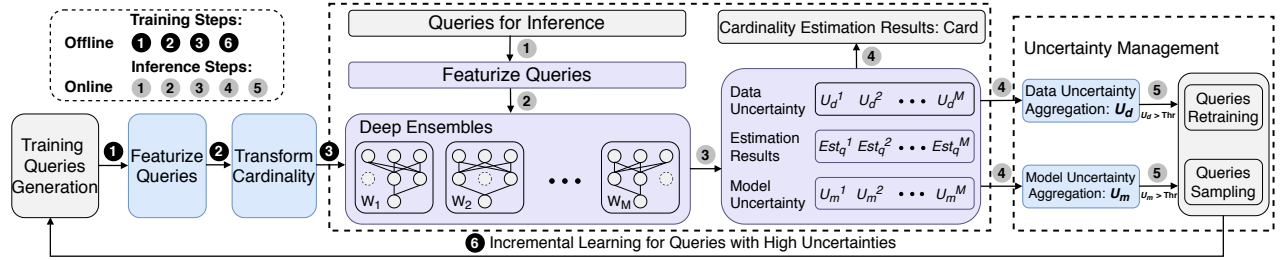 Training Steps:
Offline
1 2 3 6
Inference Steps:
Online
1 2 3 4 5
Training
Queries
Generation
1
Featurize
Queries
2
Transform
Cardinality
3
Queries for Inference
1
Featurize Queries
2
Deep Ensembles
W1
W2
• • •
WM
3
Cardinality Estimation Results: Card
4
Data
Uncertainty
Ud1 Ud2 • • • UdM
Estimation
Results
Estq1 Estq2 • • • EstqM
Model
Uncertainty
Um1 Um2 • • • UmM
4
4
Uncertainty Management
Data Uncertainty
Aggregation: Ud
5
Ud > Thr
Queries
Retraining
Model Uncertainty
Aggregation: Um
5
Um > Thr
Queries
Sampling
6 Incremental Learning for Queries with High Uncertainties